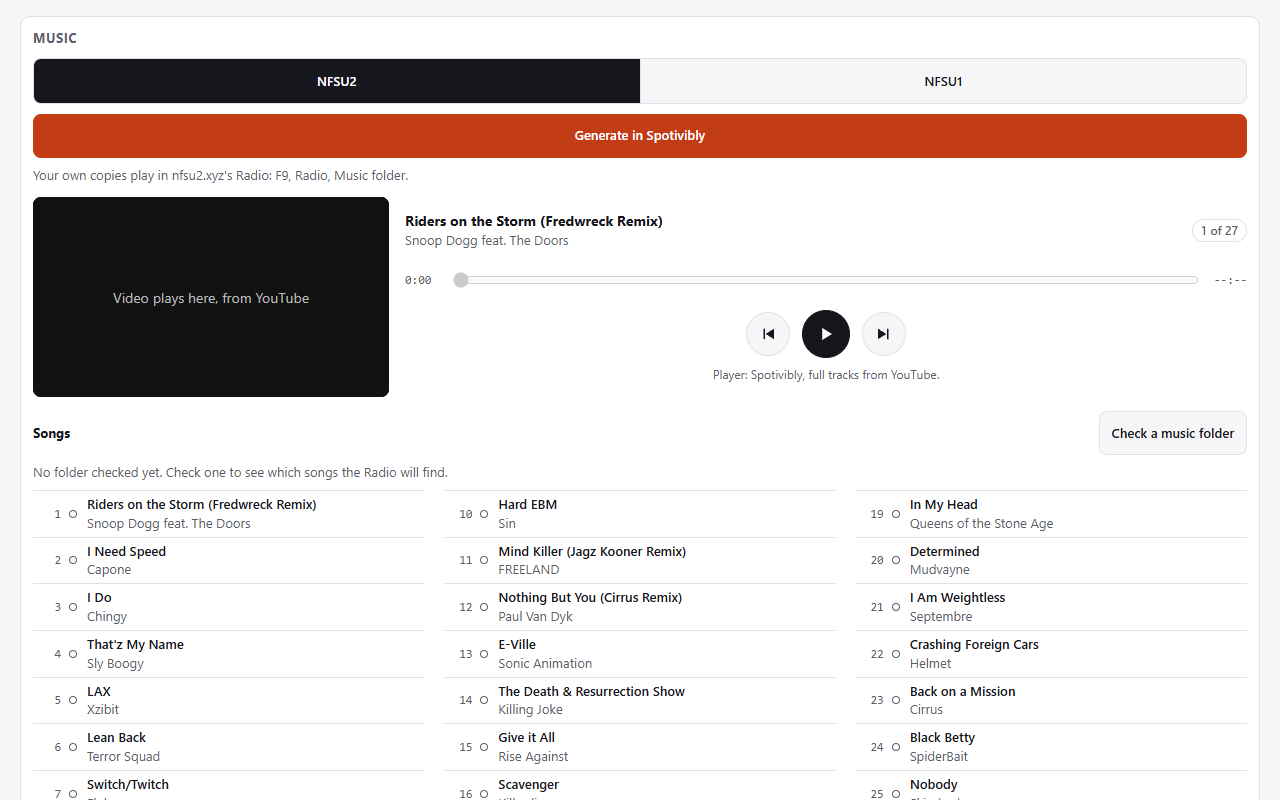 MUSIC
NFSU2
NFSU1
Generate in Spotivibly
Your own copies play in nfsu2.xyz's Radio: F9, Radio, Music folder.
Video plays here, from YouTube
Riders on the Storm (Fredwreck Remix)
Snoop Dogg feat. The Doors
1 of 27
0:00
--:--
Player: Spotivibly, full tracks from YouTube.
Songs
Check a music folder
No folder checked yet. Check one to see which songs the Radio will find.
1 Riders on the Storm (Fredwreck Remix)
Snoop Dogg feat. The Doors
2 I Need Speed
Capone
3 I Do
Chingy
4 That'z My Name
Sly Boogy
5 LAX
Xzibit
6 Lean Back
Terror Squad
7 Switch/Twitch
10 Hard EBM
Sin
11 Mind Killer (Jagz Kooner Remix)
FREELAND
12 Nothing But You (Cirrus Remix)
Paul Van Dyk
13 E-Ville
Sonic Animation
14 The Death & Resurrection Show
Killing Joke
15 Give it All
Rise Against
16 Scavenger
19 In My Head
Queens of the Stone Age
20 Determined
Mudvayne
21 I Am Weightless
Septembre
22 Crashing Foreign Cars
Helmet
23 Back on a Mission
Cirrus
24 Black Betty
SpiderBait
25 Nobody